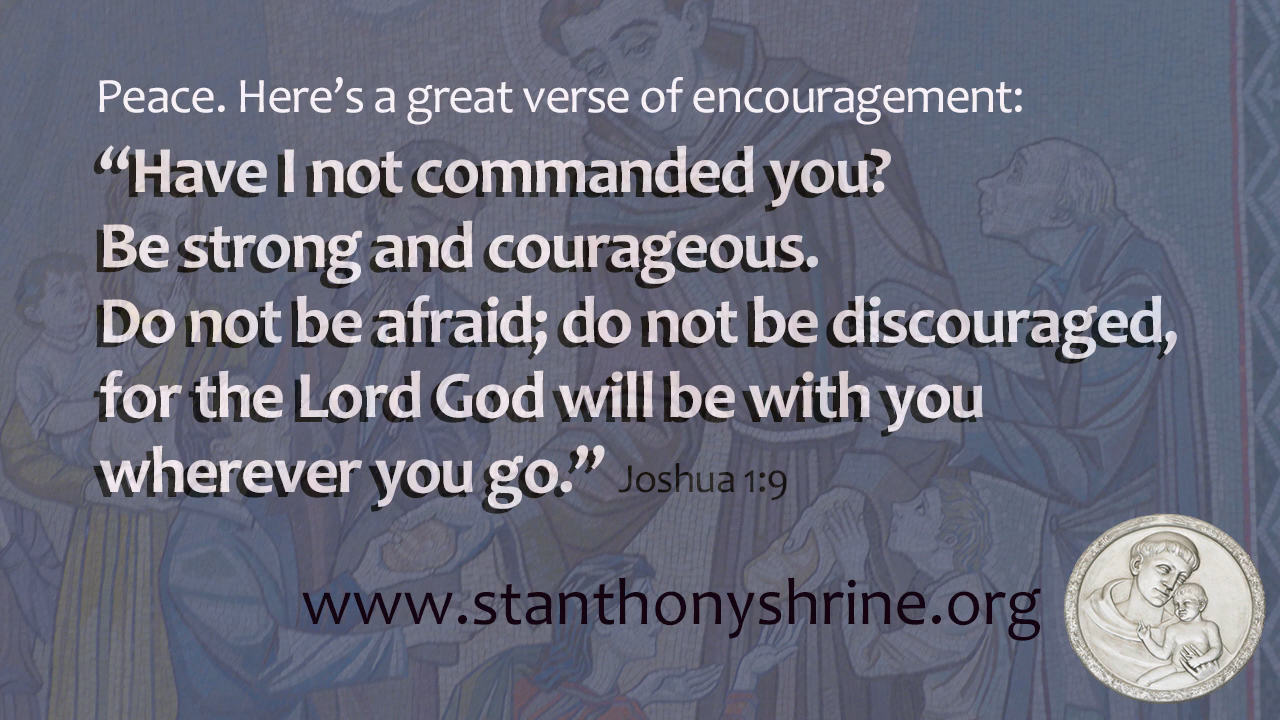 Peace. Here’s a great verse of encouragement:
“Have I not commanded you?
Be strong and courageous.
Do not be afraid; do not be discouraged,
for the Lord God will be with you
wherever you go.” Joshua 1:9
www.stanthonyshrine.org